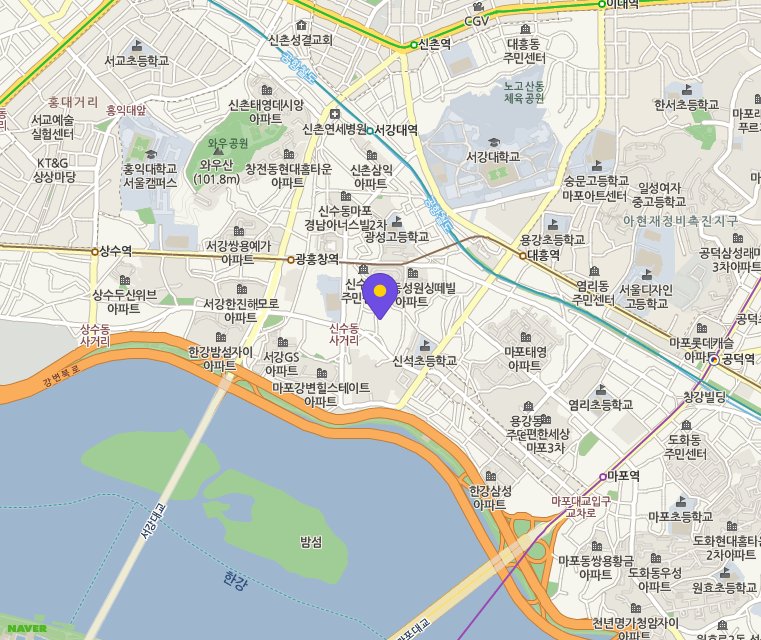 이대역
CGV
신촌역
신촌성결교회
대흥동
주민센터
서교초등학교
공항철도
노고산동
체육공원
홍대거리
홍익대앞
신촌태영데시앙
아파트
한서초등학교
서교예술
실험센터
신촌연세병원
서강대역
와우공원
와우산
(101.8m)
서강대학교
KT&G
상상마당
홍익대학교
서울캠퍼스
창전동현대홈타운
아파트
신촌삼익
아파트
숭문고등학교
마포아트센터
일성여자
중고등학교
신수동마포
경남아너스빌2차
광성고등학교
공항철도
아현재정비촉진지구
상수역
서강쌍용예가
아파트
광흥창역
용강초등학교
대흥역
공덕삼성래미
3차아파트
상수두산위브
아파트
서강한진해모로
아파트
신수
주민
동성원싱떼빌
아파트
염리동
주민센터
서울디자인
고등학교
상수동
사거리
신수동
사거리
마포롯데캐슬
아파트
공덕역
한강밤섬자이
아파트
서강GS
아파트
신석초등학교
마포태영
아파트
강변북로
마포강변힐스테이트
아파트
염리초등학교
창강빌딩
용강동
주민
e편한세상
마포3차
도화동
주민센터
한강삼성
아파트
마포역
마포대교입구
교차로
마포초등학교
서강대교
밤섬
도화현대홈타운
2차아파트
마포동쌍용황금
아파트
도화동우성
아파트
원효초등학교
한강
NAVER
마포대교
천년명가청암자이
아파트